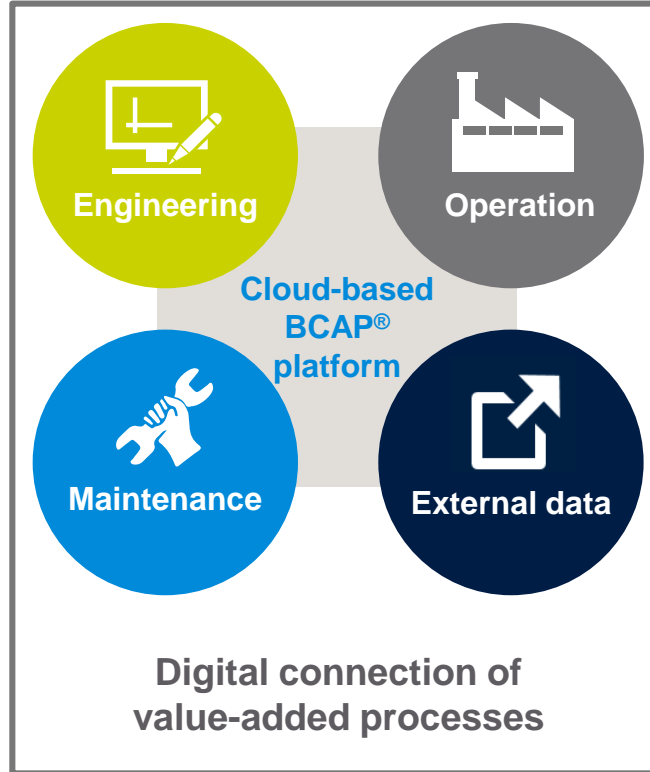 Engineering
Operation
Cloud-based
BCAP®
platform
Maintenance
External data
Digital connection of
value-added processes